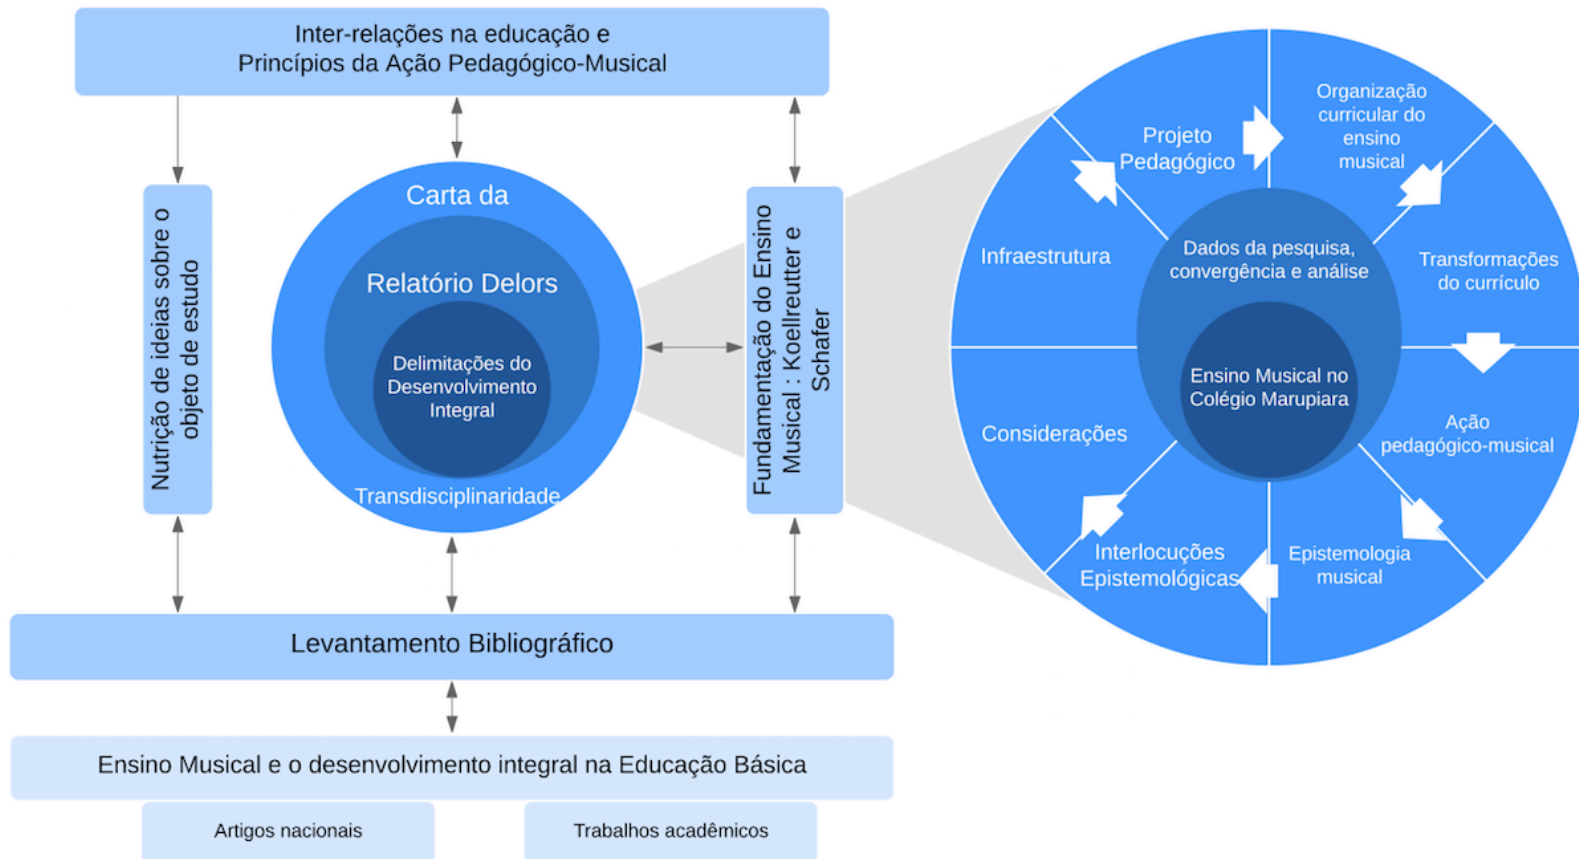 Inter-relações na educação e
Princípios da Ação Pedagógico-Musical
Nutrição de ideias sobre o
objeto de estudo
Carta da
Relatório Delors
Delimitações do
Desenvolvimento
Integral
Transdisciplinaridade
Fundamentação do Ensino
Musical : Koellreutter e
Schafer
Levantamento Bibliográfico
Ensino Musical e o desenvolvimento integral na Educação Básica
Artigos nacionais
Trabalhos acadêmicos
Projeto
Pedagógico
Organização
curricular do
ensino
musical
Transformações
do currículo
Ação
pedagógico-musical
Epistemologia
musical
Interlocuções
Epistemológicas
Considerações
Infraestrutura
Dados da pesquisa,
convergência e análise
Ensino Musical no
Colégio Marupiara